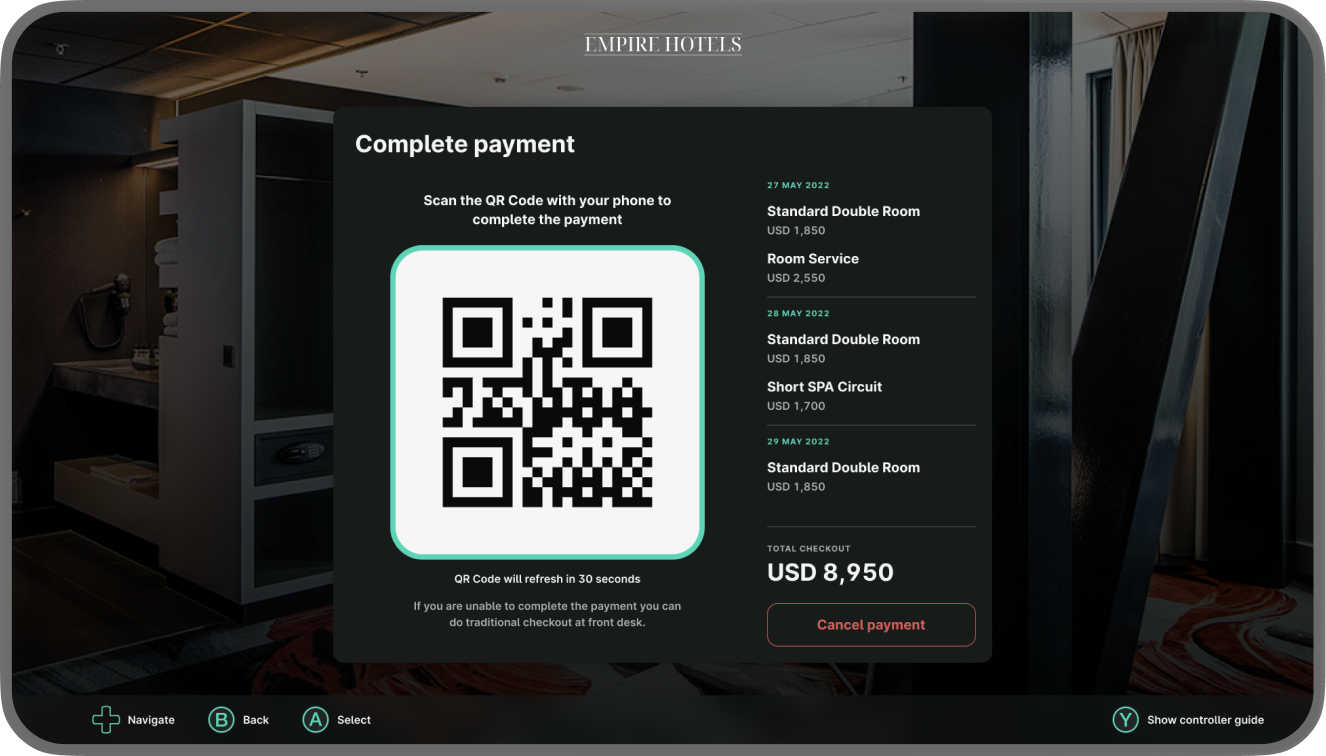 EMPIRE HOTELS
Complete payment
Scan the QR Code with your phone to
complete the payment
QR Code will refresh in 30 seconds
If you are unable to complete the payment you can
do traditional checkout at front desk.
27 MAY 2022
Standard Double Room
USD 1,850
Room Service
USD 2,550
28 MAY 2022
Standard Double Room
USD 1,850
Short SPA Circuit
USD 1,700
29 MAY 2022
Standard Double Room
USD 1,850
TOTAL CHECKOUT
USD 8,950
Cancel payment
Navigate
B Back
A Select
Y Show controller guide